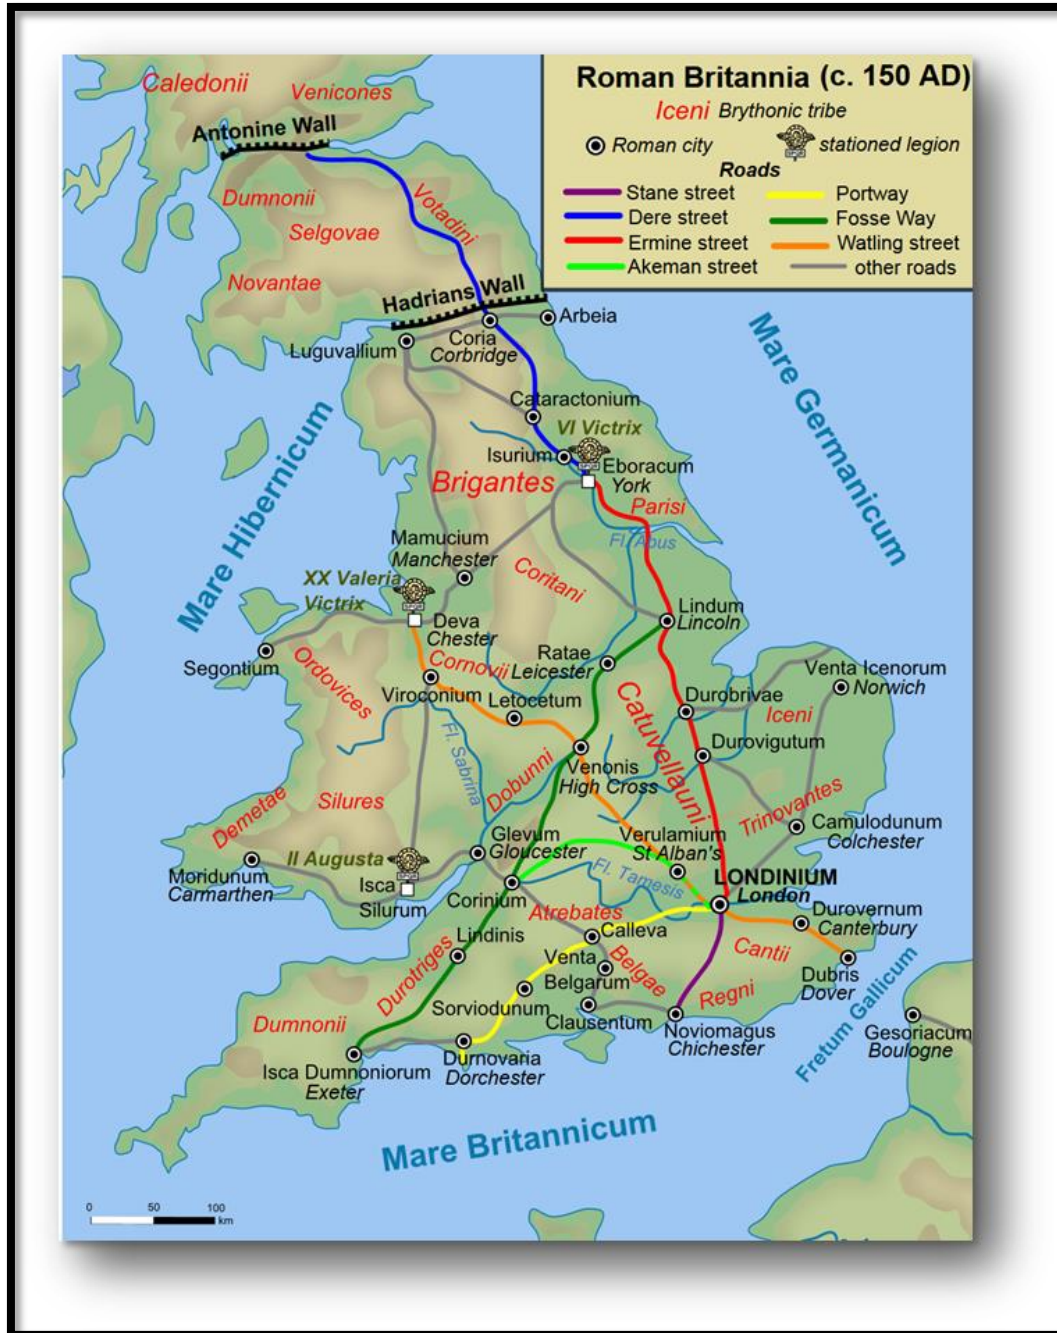 Roman Britannia (c. 150 AD)
Iceni Brythonic tribe
Roman city
SPQR
stationed legion
Roads
Stane street
Portway
Dere street
Fosse Way
Ermine street
Watling street
Akeman street
other roads
Caledonii
Venicones
Antonine Wall
Dumnonii
Votadini
Selgovae
Novantae
Hadrians Wall
Arbeia
Coria
Corbridge
Luguvallium
Mare Germanicum
Mare Hibernicum
Cataractonium
VI Victrix
SPQR
Isurium
Eboracum
York
Brigantes
Parisi
Fl. Abus
Mamucium
Manchester
Coritani
XX Valeria
Victrix
SPQR
Deva
Chester
Lindum
Lincoln
Segontium
Ordovices
Cornovii
Ratae
Leicester
Venta Icenorum
Norwich
Viroconium
Letocetum
Catuvellauni
Durobrivae
Iceni
Fl. Sabrina
Durovigutum
Venonis
High Cross
Dobunni
Silures
Demetae
Trinovantes
Camulodunum
Colchester
Glevum
Gloucester
Verulamium
St Alban's
II Augusta
SPQR
Moridunum
Carmarthen
Isca
Silurum
Corinium
Fl. Tamesis
LONDINIUM
London
Atrebates
Durovernum
Canterbury
Calleva
Lindinis
Durotriges
Venta
Belgarum
Belgae
Cantii
Dubris
Dover
Sorviodunum
Clausentum
Regni
Noviomagus
Chichester
Fretum Gallicum
Gesoriacum
Boulogne
Dumnonii
Isca Dumnoniorum
Exeter
Durnovaria
Dorchester
Mare Britannicum
0 50 100
km